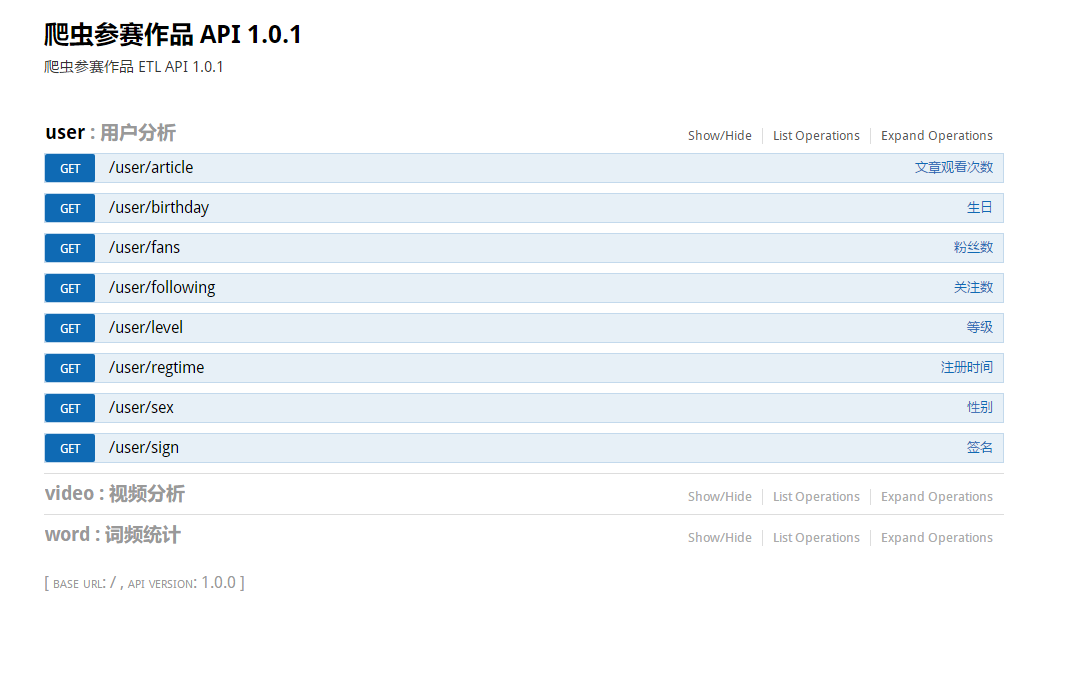 爬虫参赛作品 API 1.0.1
爬虫参赛作品 ETL API 1.0.1
user : 用户分析 Show/Hide List Operations Expand Operations
GET /user/article 文章观看次数
GET /user/birthday 生日
GET /user/fans 粉丝数
GET /user/following 关注数
GET /user/level 等级
GET /user/regtime 注册时间
GET /user/sex 性别
GET /user/sign 签名
video : 视频分析 Show/Hide List Operations Expand Operations
word : 词频统计 Show/Hide List Operations Expand Operations
[ BASE URL: / , API VERSION: 1.0.0 ]